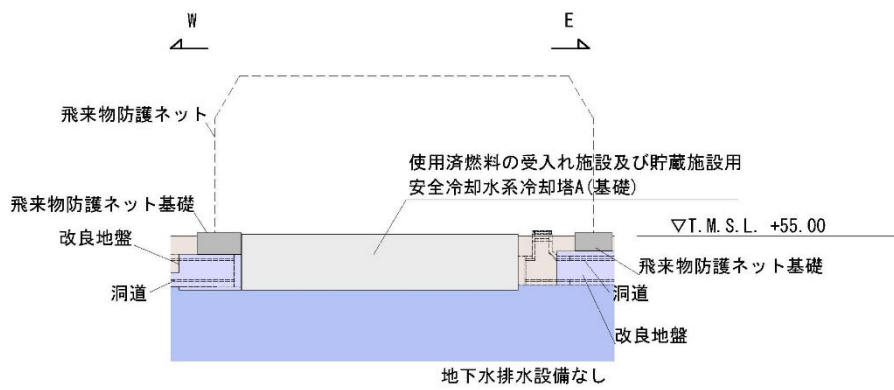 W
E
飛来物防護ネット
使用済燃料の受入れ施設及び貯蔵施設用
安全冷却水系冷却塔A(基礎)
飛来物防護ネット基礎
▽T.M.S.L. +55.00
改良地盤
飛来物防護ネット基礎
洞道
洞道
改良地盤
地下水排水設備なし